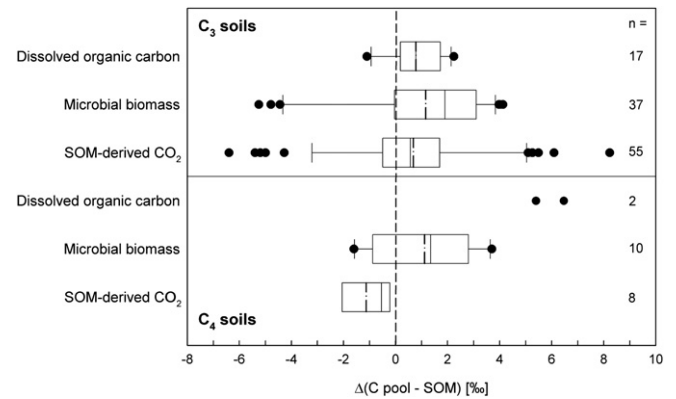 C₃ soils n =
Dissolved organic carbon 17
Microbial biomass 37
SOM-derived CO₂ 55
Dissolved organic carbon 2
Microbial biomass 10
SOM-derived CO₂ 8
C₄ soils
-8 -6 -4 -2 0 2 4 6 8 10
Δ(C pool - SOM) [‰]